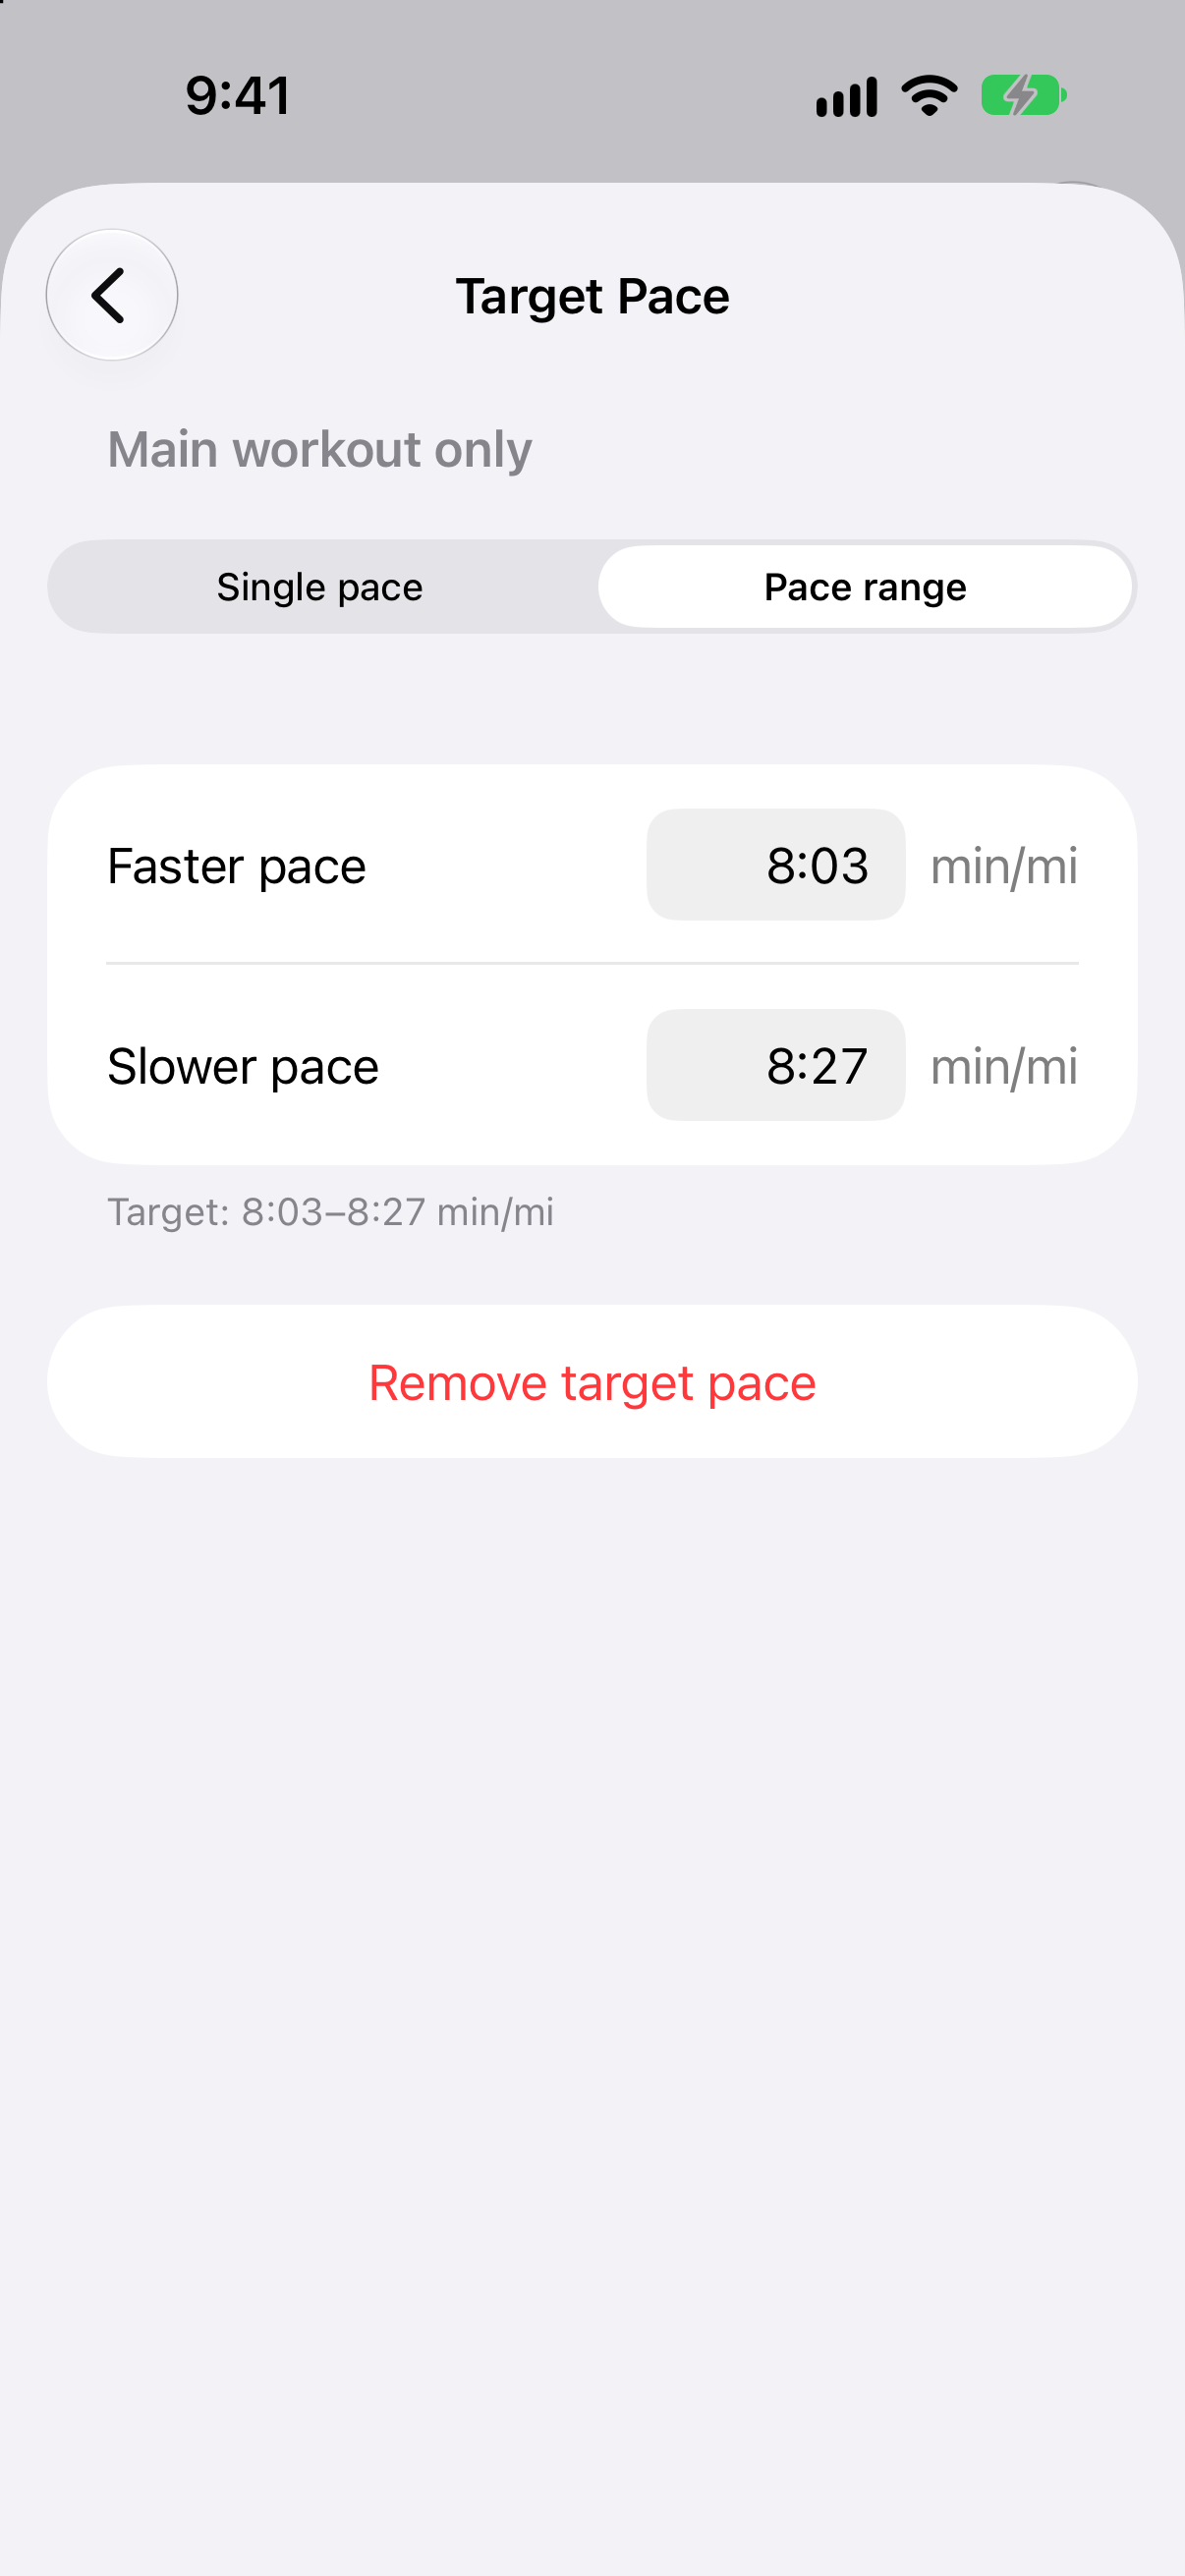 9:41
Target Pace
Main workout only
Single pace
Pace range
Faster pace 8:03 min/mi
Slower pace 8:27 min/mi
Target: 8:03–8:27 min/mi
Remove target pace